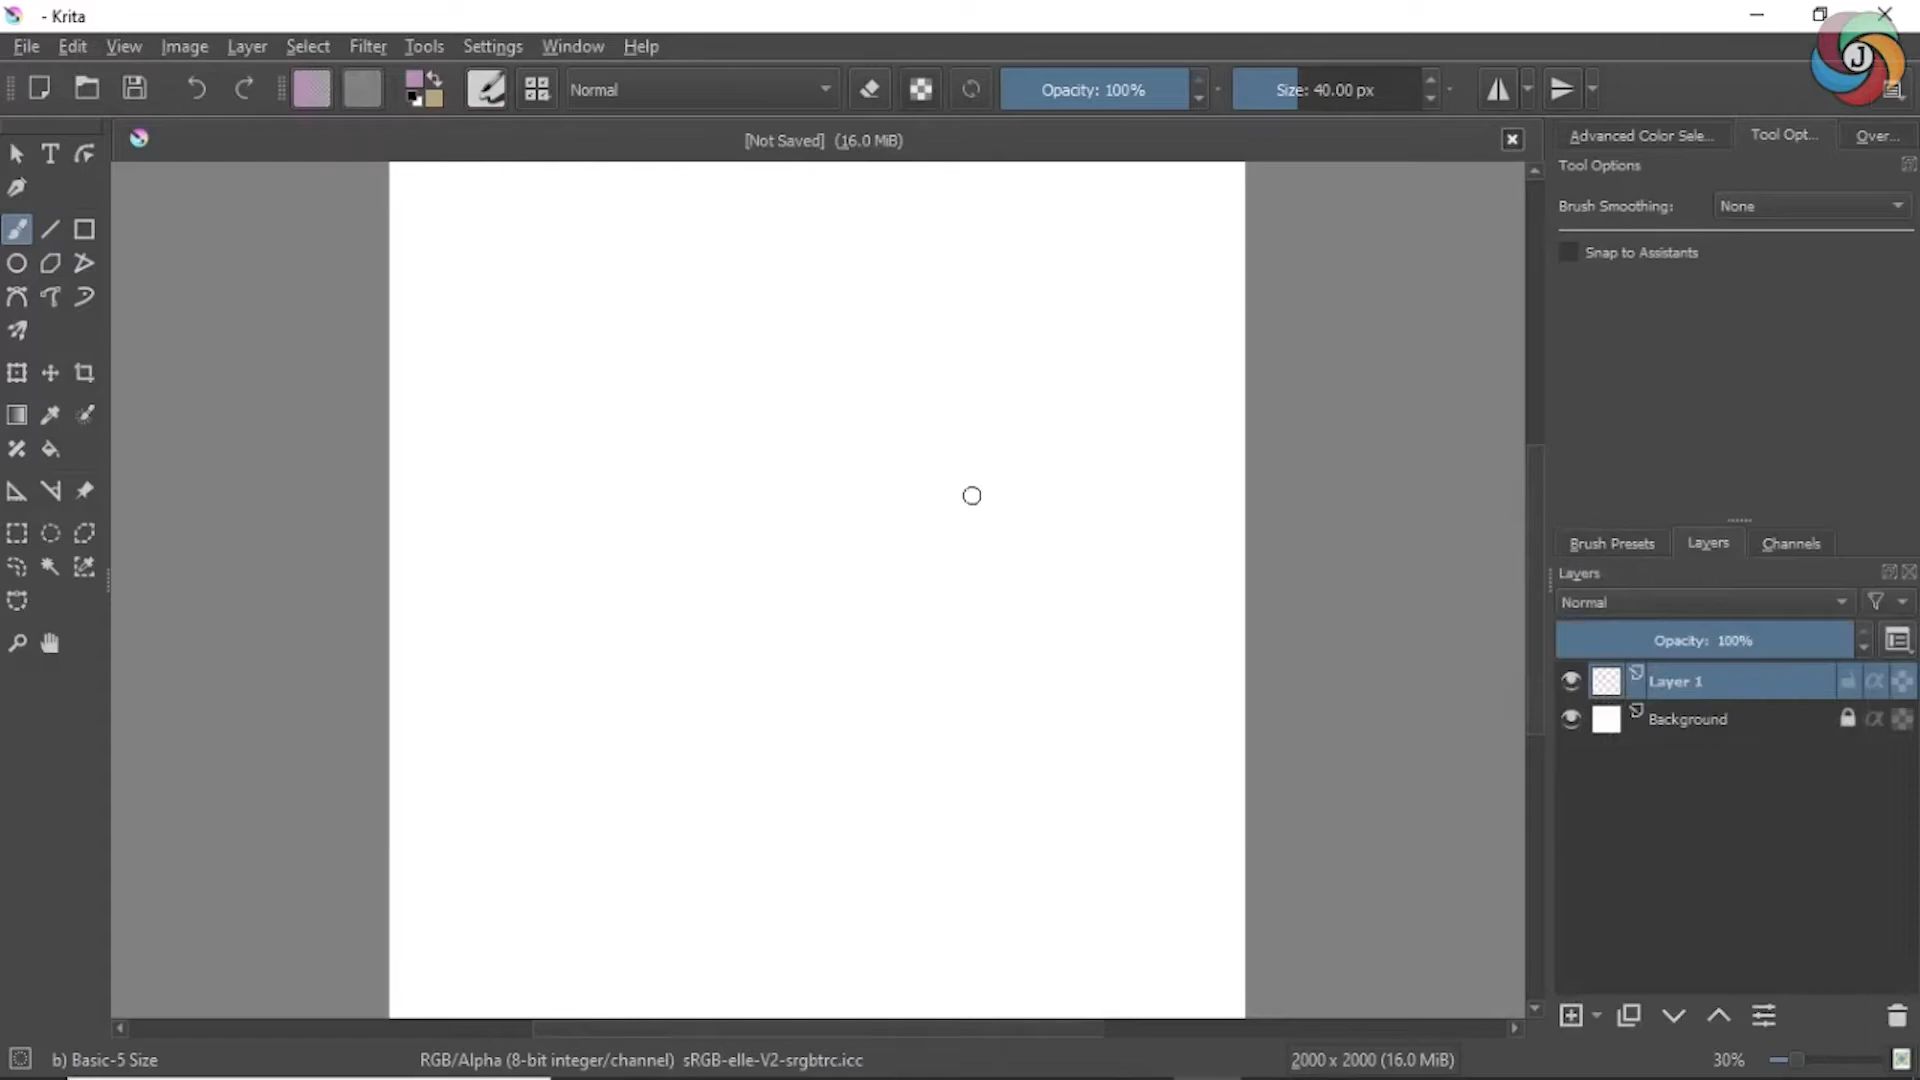 - Krita
File Edit View Image Layer Select Filter Tools Settings Window Help
Normal
Opacity: 100%
Size: 40.00 px
J
[Not Saved] (16.0 MiB)
Advanced Color Sele... Tool Opt... Over...
Tool Options
Brush Smoothing: None
Snap to Assistants
Brush Presets Layers Channels
Layers
Normal
Opacity: 100%
Layer 1
Background
b) Basic-5 Size
RGB/Alpha (8-bit integer/channel) sRGB-elle-V2-srgbtrc.icc
2000 x 2000 (16.0 MiB)
30%